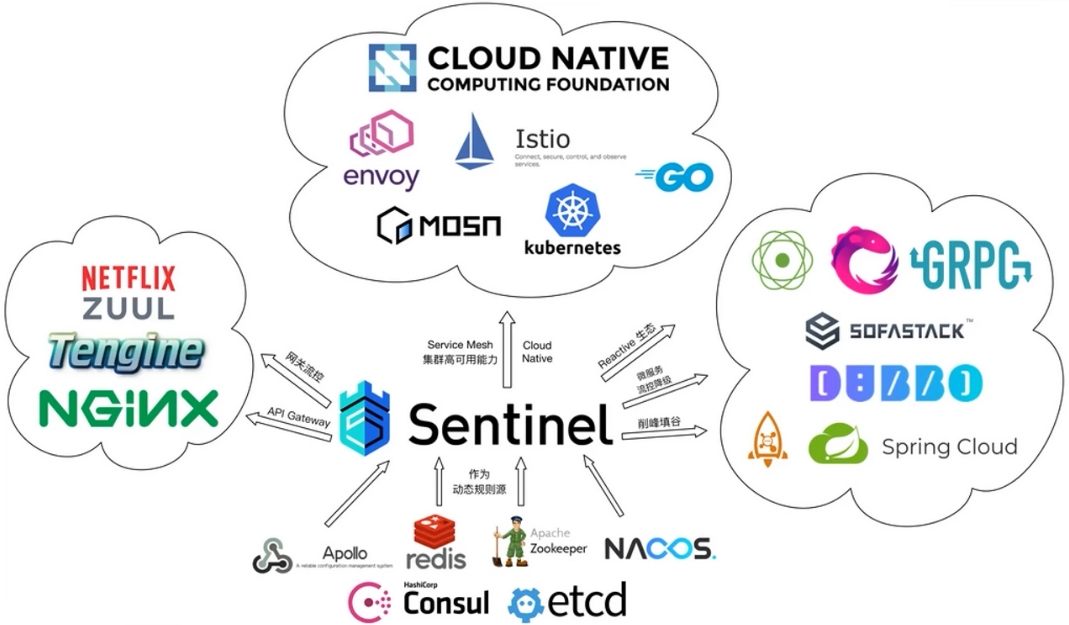 CLOUD NATIVE
COMPUTING FOUNDATION
envoy
Istio
Connect, secure, control, and observe
services.
GO
MOSN
kubernetes
NETFLIX
ZUUL
Tengine
NGiNX
GRPC
SOFASTACK™
DUBBO
Spring Cloud
Service Mesh
集群高可用能力
Cloud
Native
Reactive 生态
微服务
流控降级
削峰填谷
网关流控
API Gateway
Sentinel
作为
动态规则源
Apollo
A reliable configuration management system
redis
Apache
Zookeeper
NACOS.
HashiCorp
Consul
etcd